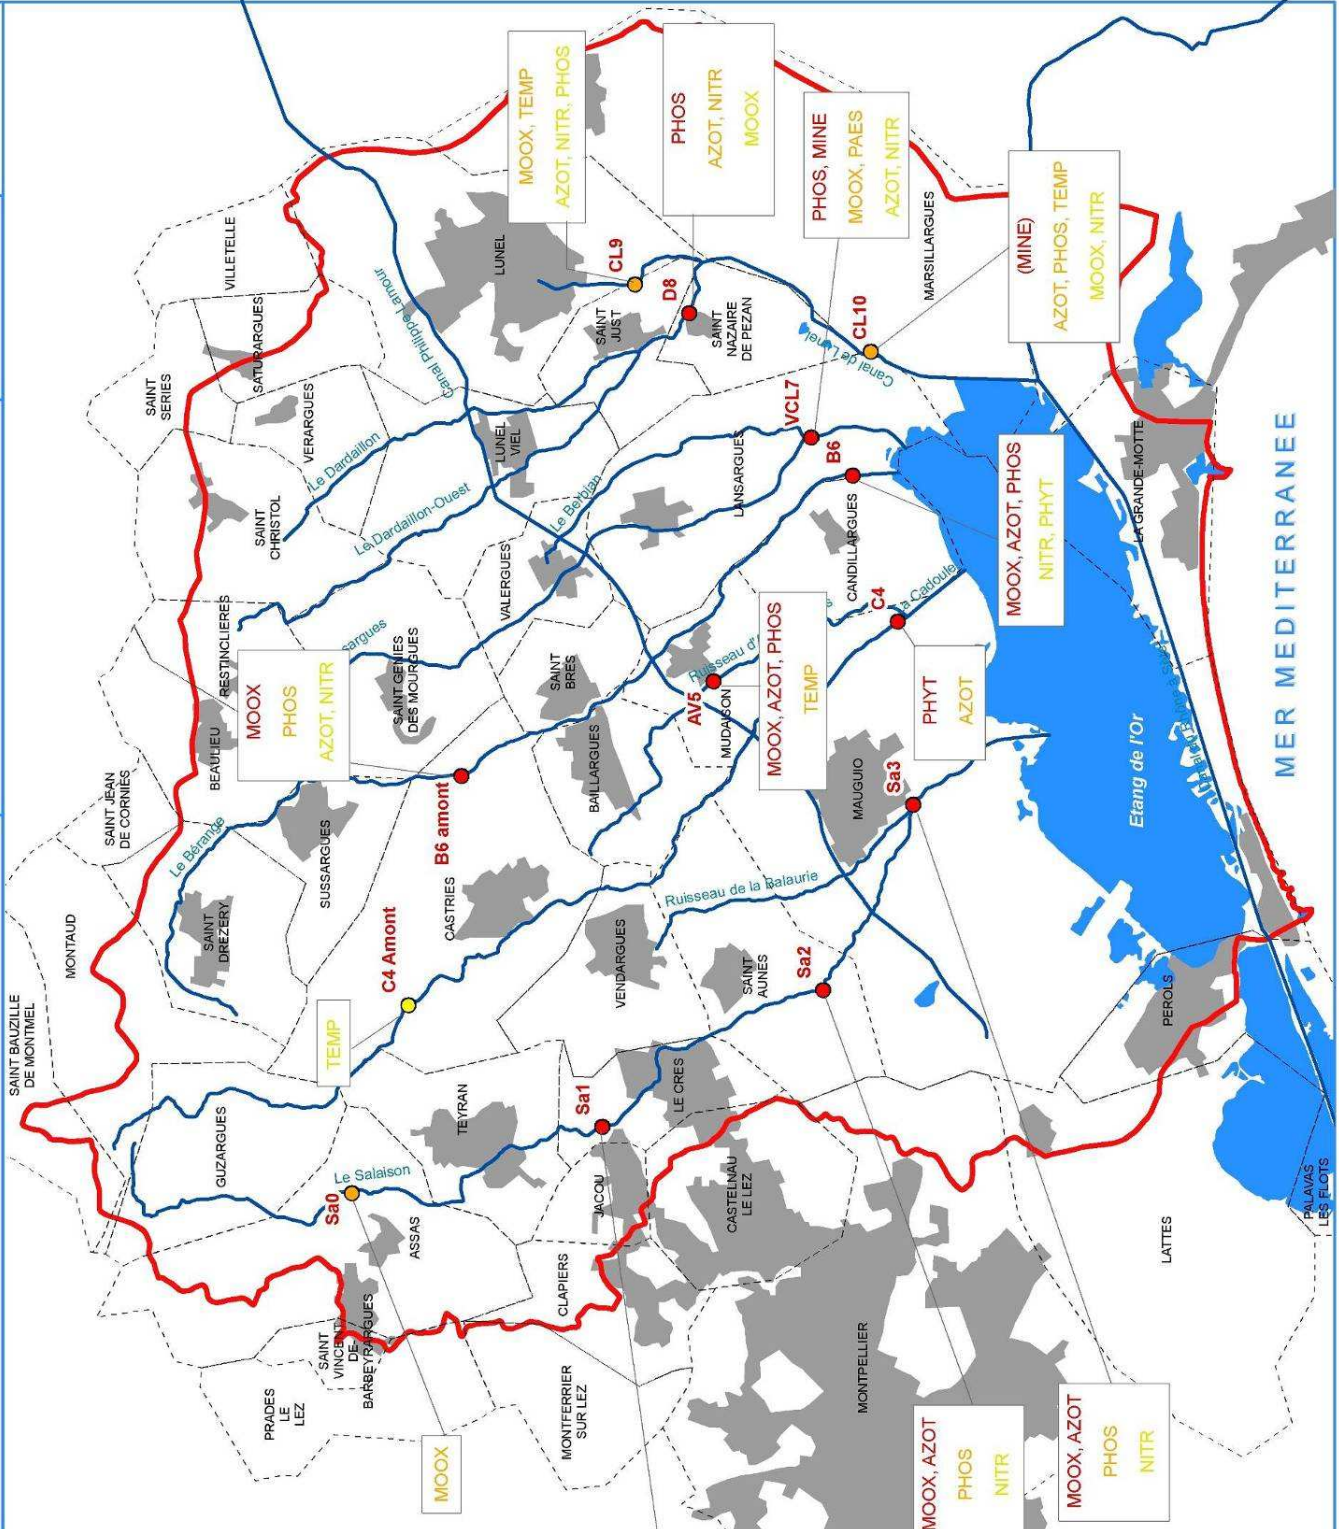 SAINT BAUZILLE
DE MONTMEL
MONTAUD
SAINT JEAN
DE CORNIES
SAINT
SERIES
VILLETELLE
SATURARGUES
VERARGUES
SAINT
CHRISTOL
RESTINCLIERES
BEAULIEU
SAINT
DREZERY
SUSSARGUES
SAINT GENIES
DES MOURGUES
VALERGUES
LUNEL
VIEL
LUNEL
SAINT
JUST
SAINT
NAZAIRE
DE PEZAN
MARSILLARGUES
LANSARGUES
CANDILLARGUES
SAINT
BRES
BAILLARGUES
MUDAISON
MAUGUIO
CASTRIES
VENDARGUES
SAINT
AUNES
GUZARGUES
TEYRAN
LE CRES
JACOU
ASSAS
CLAPIERS
CASTELNAU
LE LEZ
SAINT
VINCENT
DE-
BARBEYRARGUES
PRADES
LE
LEZ
MONTFERRIER
SUR LEZ
MONTPELLIER
LATTES
PEROLS
PALAVAS
LES FLOTS
LA GRANDE-MOTTE
MER MEDITERRANEE
Etang de l'Or
Canal Philippe Lamour
Le Dardaillon
Le Dardaillon-Ouest
Le Berbian
Le Bérange
Le Salaison
Ruisseau de la Balaurie
La Cadoule
Canal de Lunel
Ruisseau d'
sargues
CL9
MOOX, TEMP
AZOT, NITR, PHOS
D8
PHOS
AZOT, NITR
MOOX
VCL7
PHOS, MINE
MOOX, PAES
AZOT, NITR
CL10
(MINE)
AZOT, PHOS, TEMP
MOOX, NITR
B6
MOOX, AZOT, PHOS
NITR, PHYT
C4
PHYT
AZOT
AV5
MOOX, AZOT, PHOS
TEMP
B6 amont
MOOX
PHOS
AZOT, NITR
C4 Amont
TEMP
Sa0
MOOX
Sa1
Sa2
MOOX, AZOT
PHOS
NITR
Sa3
MOOX, AZOT
PHOS
NITR